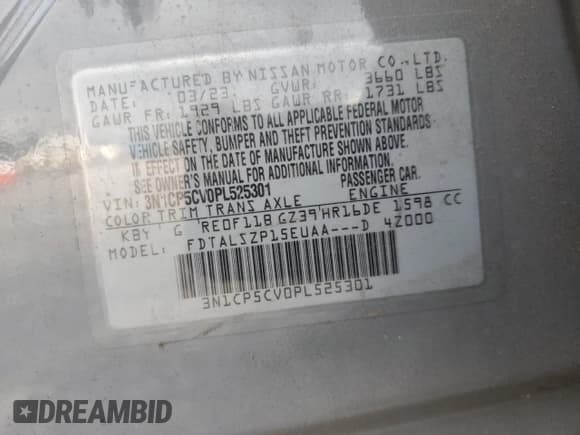 MANUFACTURED BY NISSAN MOTOR CO.,LTD.
DATE: 03/23 GVWR: 3660 LBS
GAWR FR: 1929 LBS GAWR RR: 1731 LBS
THIS VEHICLE CONFORMS TO ALL APPLICABLE FEDERAL MOTOR
VEHICLE SAFETY, BUMPER AND THEFT PREVENTION STANDARDS
IN EFFECT ON THE DATE OF MANUFACTURE SHOWN ABOVE.
SEE OWNER'S MANUAL FOR ADDITIONAL INFORMATION.
VIN: 3N1CP5CV0PL525301 PASSENGER CAR.
COLOR TRIM TRANS AXLE ENGINE
KBY G RE0F11B GZ39 HR16DE 1598 CC
MODEL: FDTALSZP15EUAA---D 4Z000
3N1CP5CV0PL525301
DREAMBID